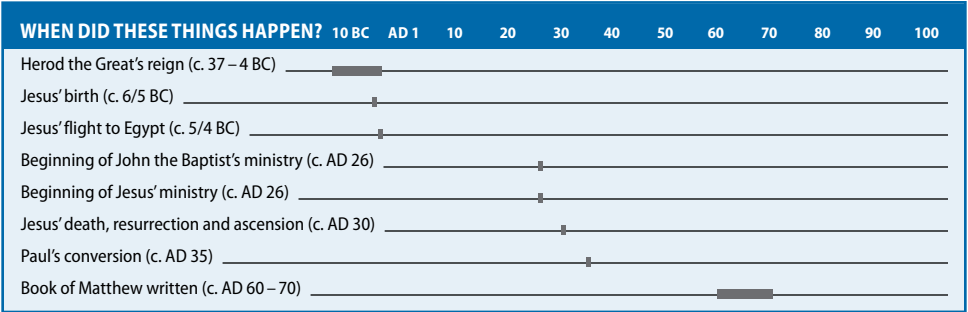 WHEN DID THESE THINGS HAPPEN? 10 BC AD 1 10 20 30 40 50 60 70 80 90 100
Herod the Great's reign (c. 37 – 4 BC)
Jesus' birth (c. 6/5 BC)
Jesus' flight to Egypt (c. 5/4 BC)
Beginning of John the Baptist's ministry (c. AD 26)
Beginning of Jesus' ministry (c. AD 26)
Jesus' death, resurrection and ascension (c. AD 30)
Paul's conversion (c. AD 35)
Book of Matthew written (c. AD 60 – 70)